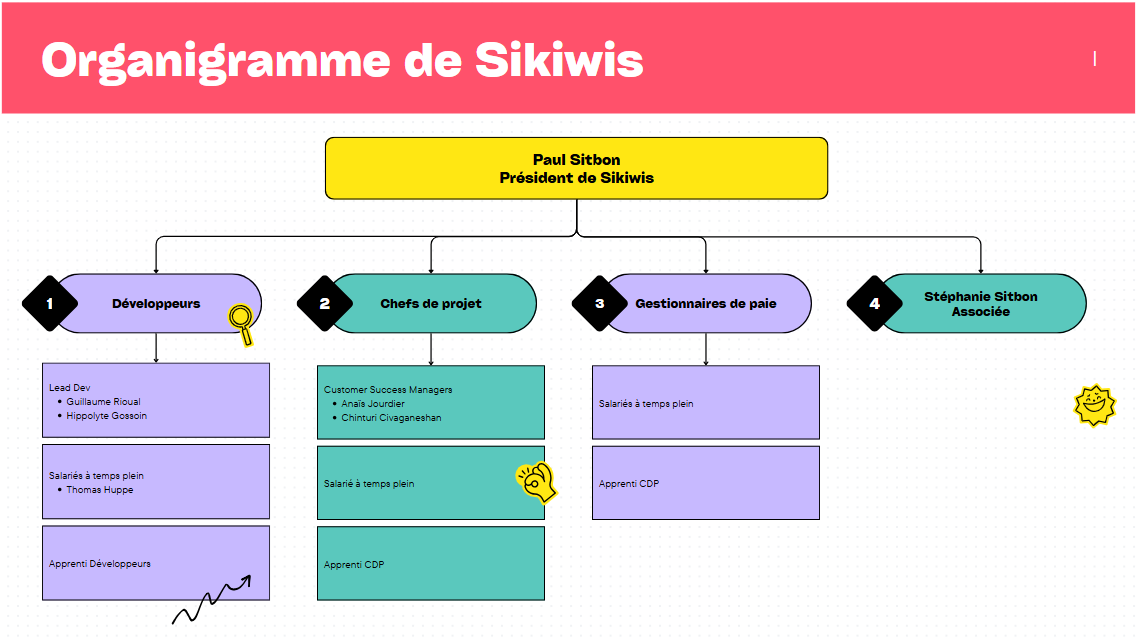 Organigramme de Sikiwis
Paul Sitbon
Président de Sikiwis
1
Développeurs
2
Chefs de projet
3
Gestionnaires de paie
4
Stéphanie Sitbon
Associée
Lead Dev
• Guillaume Rioual
• Hippolyte Gossoin
Salariés à temps plein
• Thomas Huppe
Apprenti Développeurs
Customer Success Managers
• Anaïs Jourdier
• Chinturi Civaganeshan
Salarié à temps plein
Apprenti CDP
Salariés à temps plein
Apprenti CDP